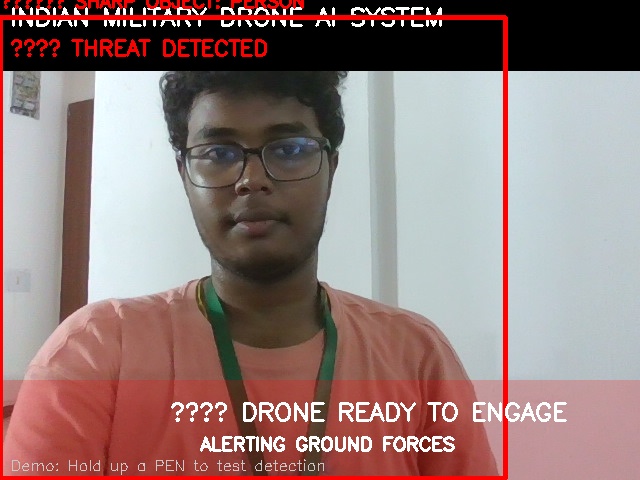 ????? SHARP OBJECT: PERSON
INDIAN MILITARY DRONE AI SYSTEM
???? THREAT DETECTED
???? DRONE READY TO ENGAGE
ALERTING GROUND FORCES
Demo: Hold up a PEN to test detection